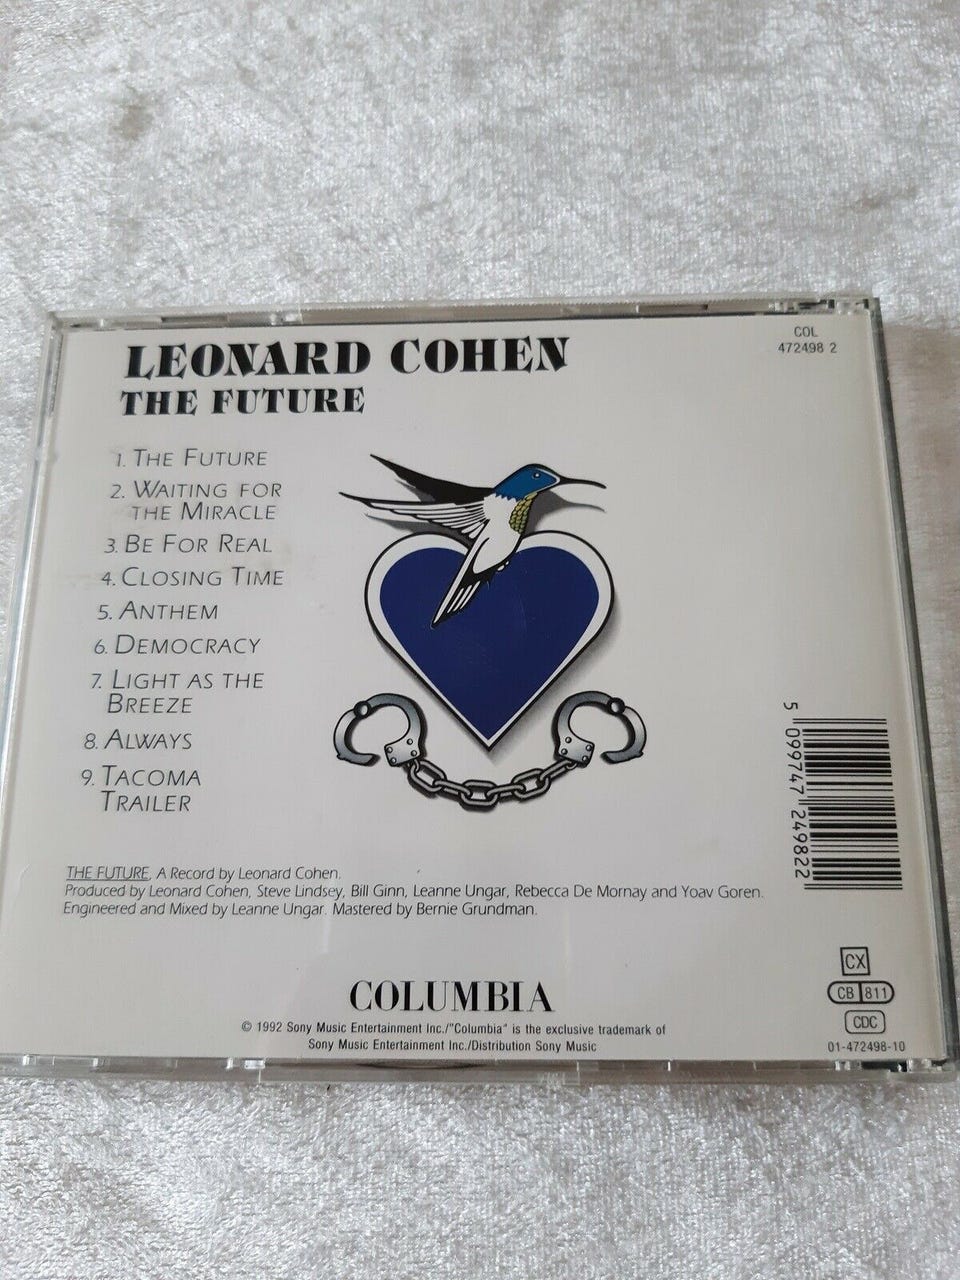 LEONARD COHEN
THE FUTURE
COL
472498 2
1. THE FUTURE
2. WAITING FOR
THE MIRACLE
3. BE FOR REAL
4. CLOSING TIME
5. ANTHEM
6. DEMOCRACY
7. LIGHT AS THE
BREEZE
8. ALWAYS
9. TACOMA
TRAILER
5 099747 249822
THE FUTURE, A Record by Leonard Cohen.
Produced by Leonard Cohen, Steve Lindsey, Bill Ginn, Leanne Ungar, Rebecca De Mornay and Yoav Goren.
Engineered and Mixed by Leanne Ungar. Mastered by Bernie Grundman.
COLUMBIA
© 1992 Sony Music Entertainment Inc./"Columbia" is the exclusive trademark of
Sony Music Entertainment Inc./Distribution Sony Music
CX
CB 811
CDC
01-472498-10